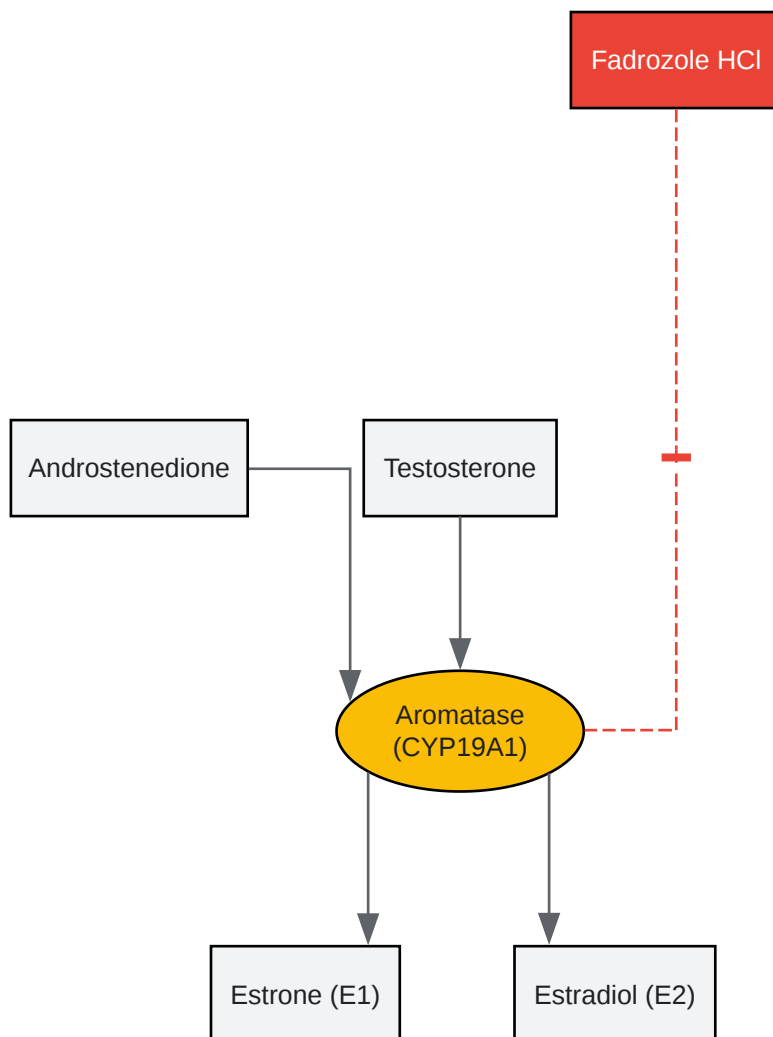 Fadrozole HCl
Androstenedione
Testosterone
Aromatase
(CYP19A1)
Estrone (E1)
Estradiol (E2)